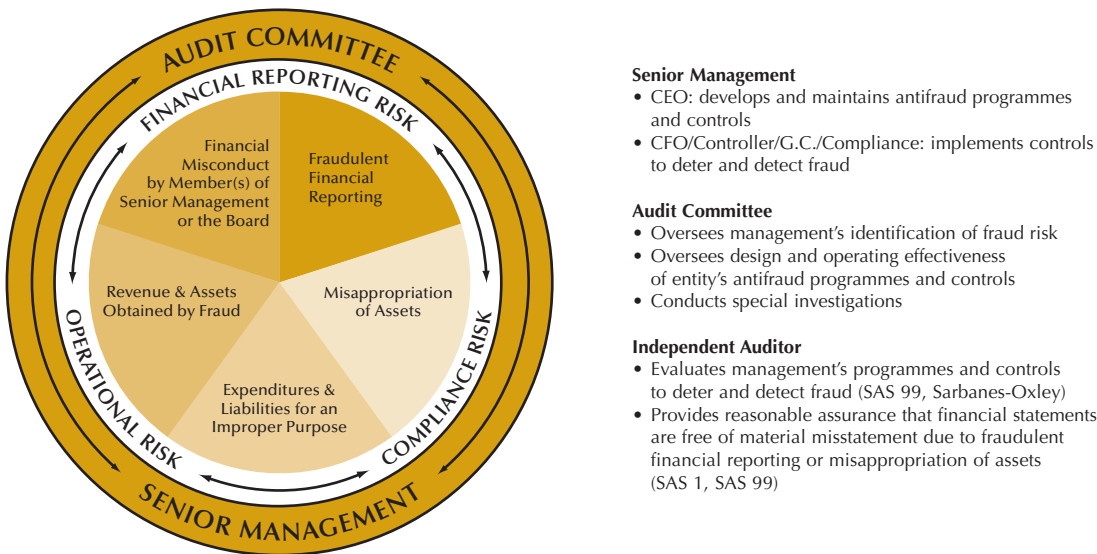 AUDIT COMMITTEE
FINANCIAL REPORTING RISK
Financial
Misconduct
by Member(s) of
Senior Management
or the Board
Fraudulent
Financial
Reporting
Revenue & Assets
Obtained by Fraud
Misappropriation
of Assets
Expenditures &
Liabilities for an
Improper Purpose
OPERATIONAL RISK
COMPLIANCE RISK
SENIOR MANAGEMENT
Senior Management
• CEO: develops and maintains antifraud programmes
and controls
• CFO/Controller/G.C./Compliance: implements controls
to deter and detect fraud
Audit Committee
• Oversees management’s identification of fraud risk
• Oversees design and operating effectiveness
of entity’s antifraud programmes and controls
• Conducts special investigations
Independent Auditor
• Evaluates management’s programmes and controls
to deter and detect fraud (SAS 99, Sarbanes-Oxley)
• Provides reasonable assurance that financial statements
are free of material misstatement due to fraudulent
financial reporting or misappropriation of assets
(SAS 1, SAS 99)